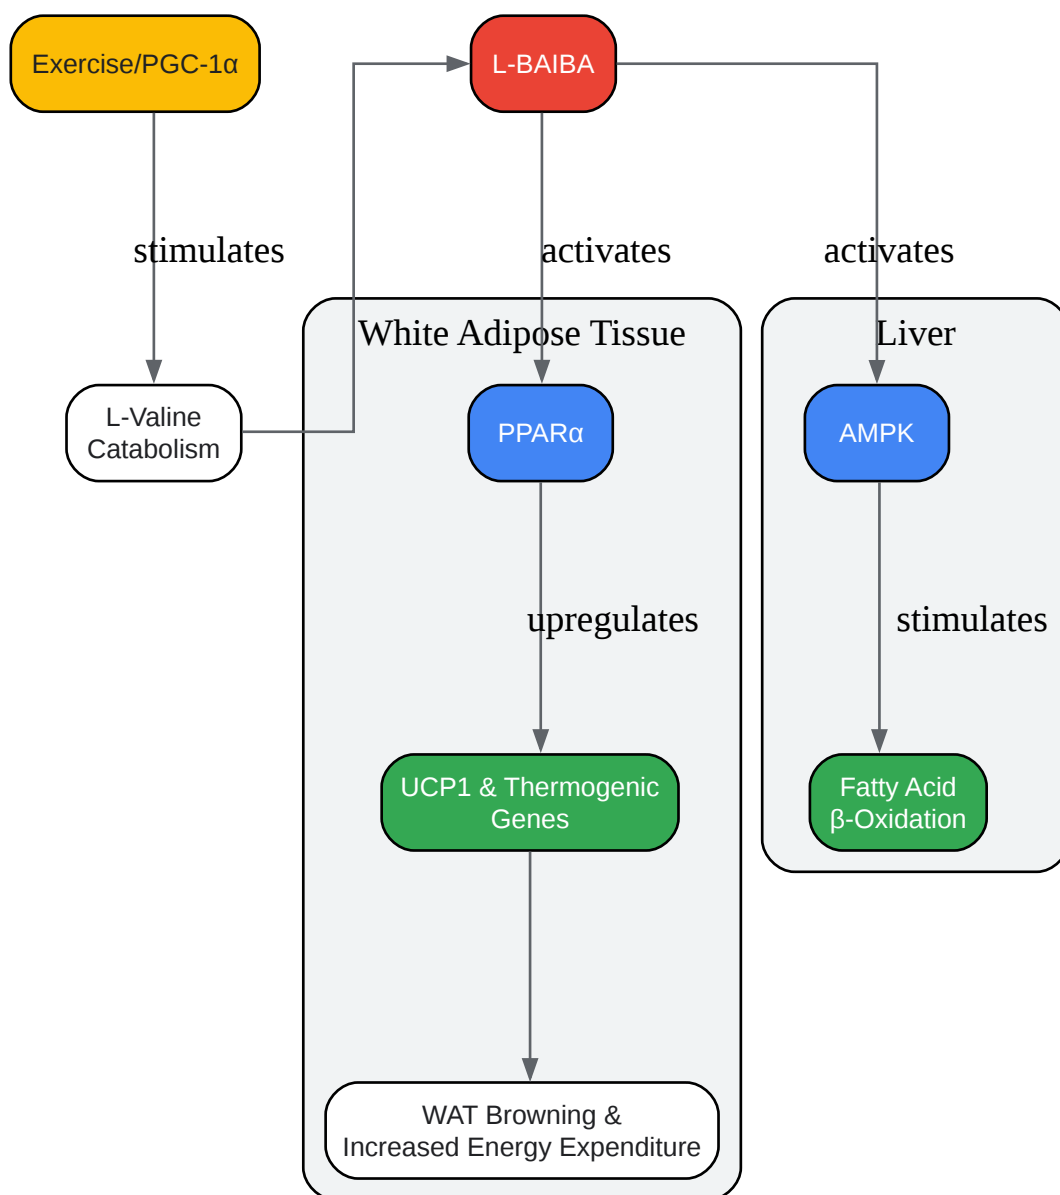 Exercise/PGC-1α
L-BAIBA
stimulates
activates
activates
White Adipose Tissue
Liver
L-Valine
Catabolism
PPARα
AMPK
upregulates
stimulates
UCP1 & Thermogenic
Genes
Fatty Acid
β-Oxidation
WAT Browning &
Increased Energy Expenditure